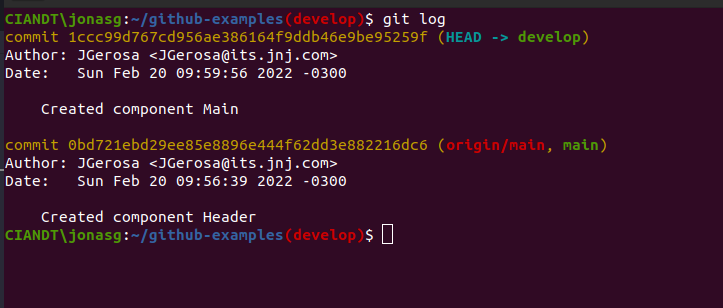 CIANDT\jonasg:~/github-examples(develop)$ git log
commit 1ccc99d767cd956ae386164f9ddb46e9be95259f (HEAD -> develop)
Author: JGerosa <JGerosa@its.jnj.com>
Date:   Sun Feb 20 09:59:56 2022 -0300
    Created component Main
commit 0bd721ebd29ee85e8896e444f62dd3e882216dc6 (origin/main, main)
Author: JGerosa <JGerosa@its.jnj.com>
Date:   Sun Feb 20 09:56:39 2022 -0300
    Created component Header
CIANDT\jonasg:~/github-examples(develop)$